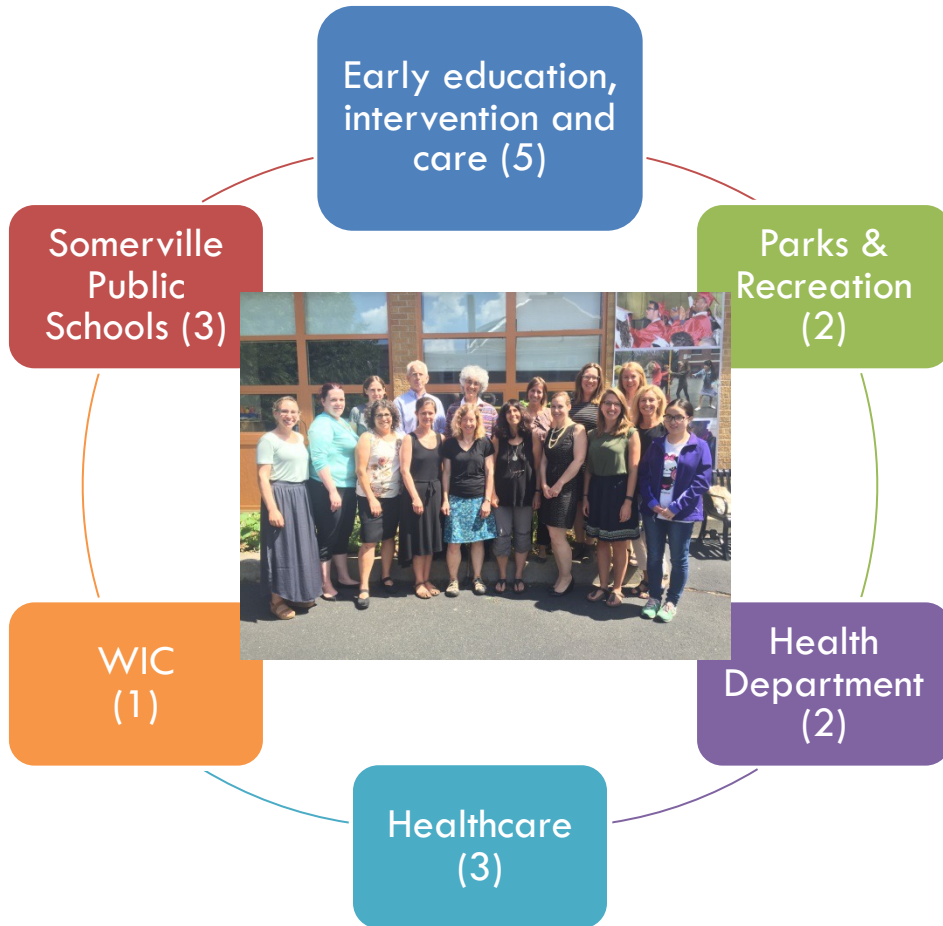 Early education,
intervention and
care (5)
Somerville
Public
Schools (3)
Parks &
Recreation
(2)
WIC
(1)
Health
Department
(2)
Healthcare
(3)